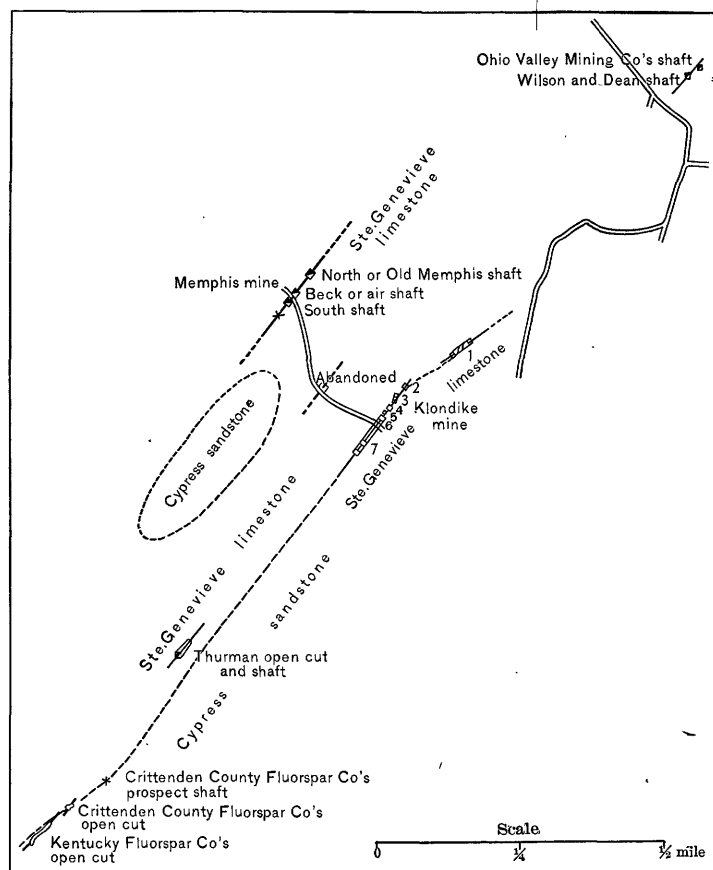 Ohio Valley Mining Co's shaft
Wilson and Dean shaft
Ste. Genevieve
limestone
North or Old Memphis shaft
Memphis mine
Beck or air shaft
South shaft
1
limestone
Abandoned
2
3
4
5
6
7
Klondike
mine
Ste. Genevieve
Cypress sandstone
Ste. Genevieve limestone
Cypress sandstone
Thurman open cut
and shaft
Crittenden County Fluorspar Co's
prospect shaft
Crittenden County Fluorspar Co's
open cut
Kentucky Fluorspar Co's
open cut
Scale
0 1/4 1/2 mile